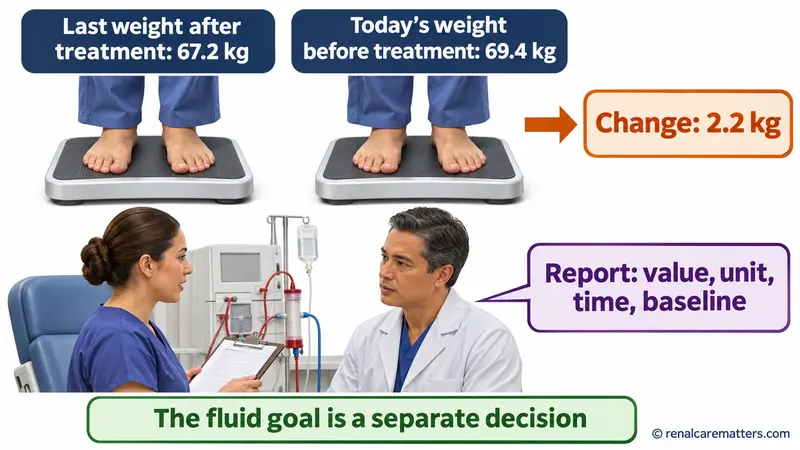 Last weight after
treatment: 67.2 kg
Today's weight
before treatment: 69.4 kg
Change: 2.2 kg
Report: value, unit,
time, baseline
The fluid goal is a separate decision
© renalcarematters.com